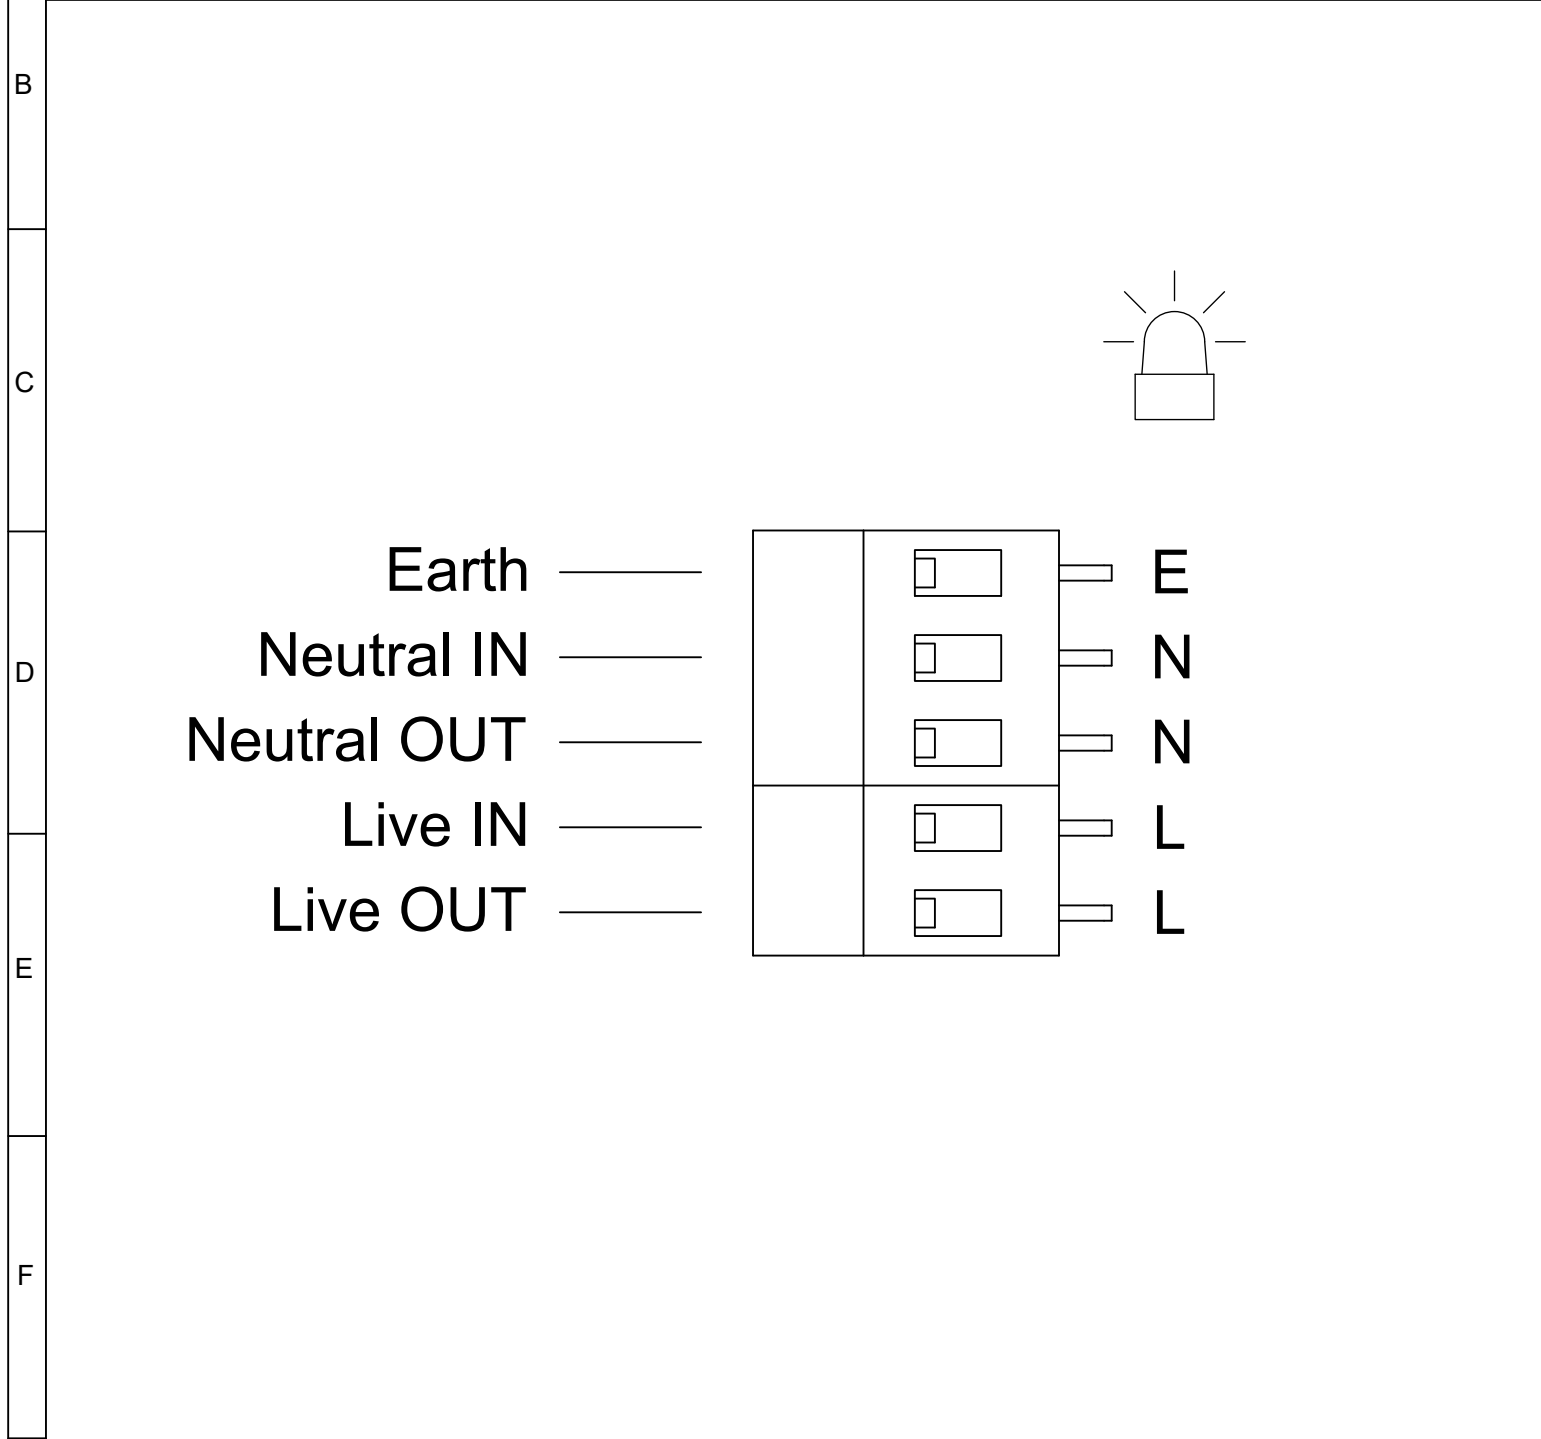 B
C
Earth E
Neutral IN N
D
Neutral OUT N
Live IN L
Live OUT L
E
F